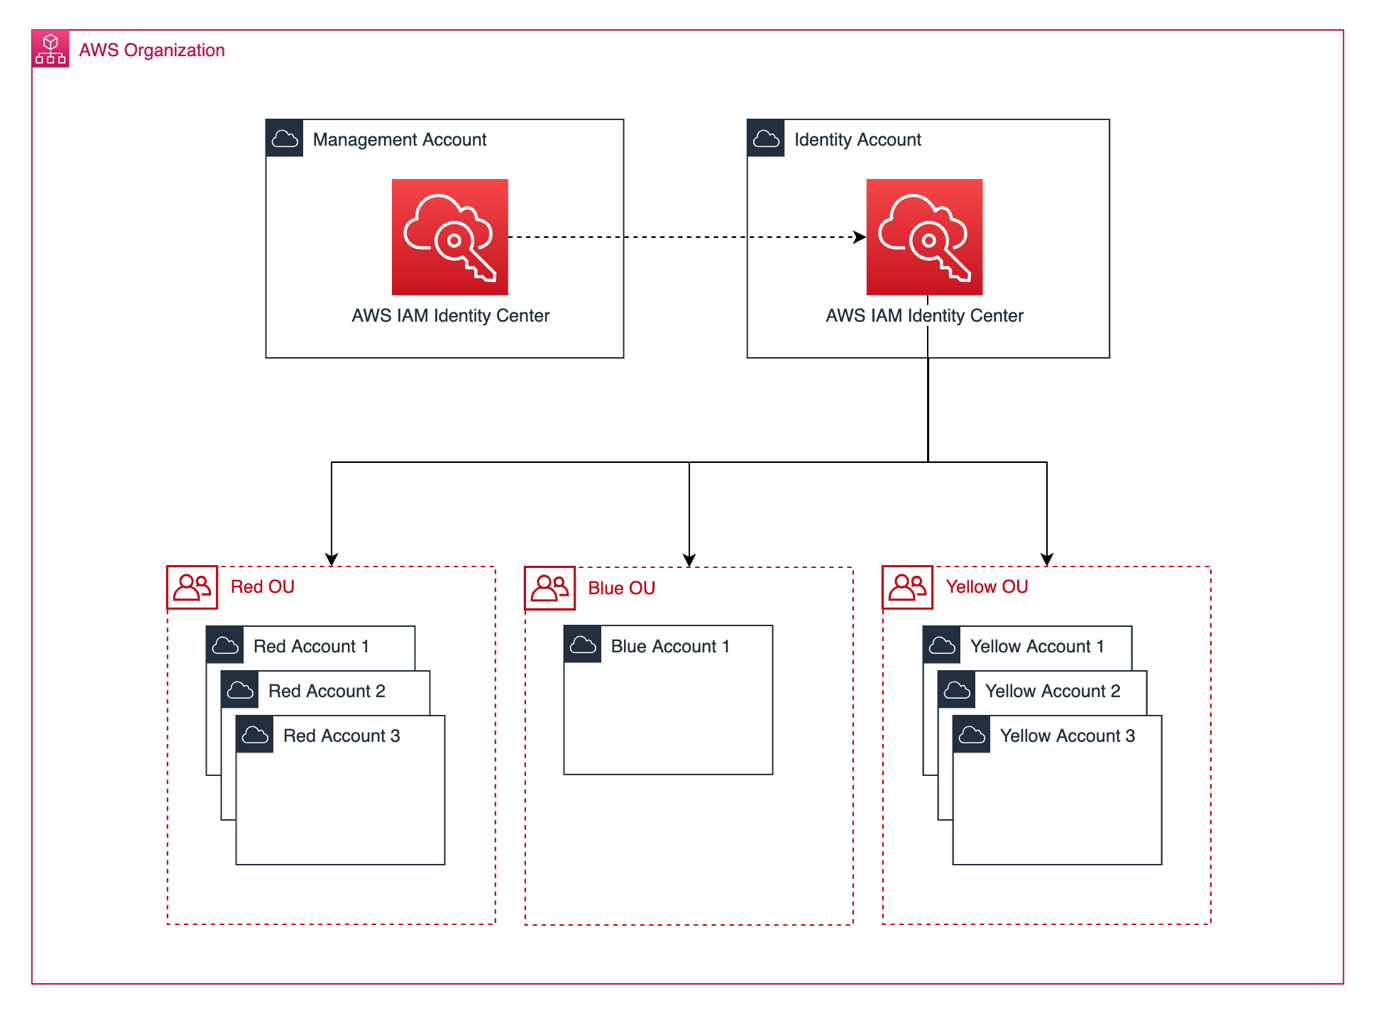 AWS Organization
Management Account
AWS IAM Identity Center
Identity Account
AWS IAM Identity Center
Red OU
Red Account 1
Red Account 2
Red Account 3
Blue OU
Blue Account 1
Yellow OU
Yellow Account 1
Yellow Account 2
Yellow Account 3